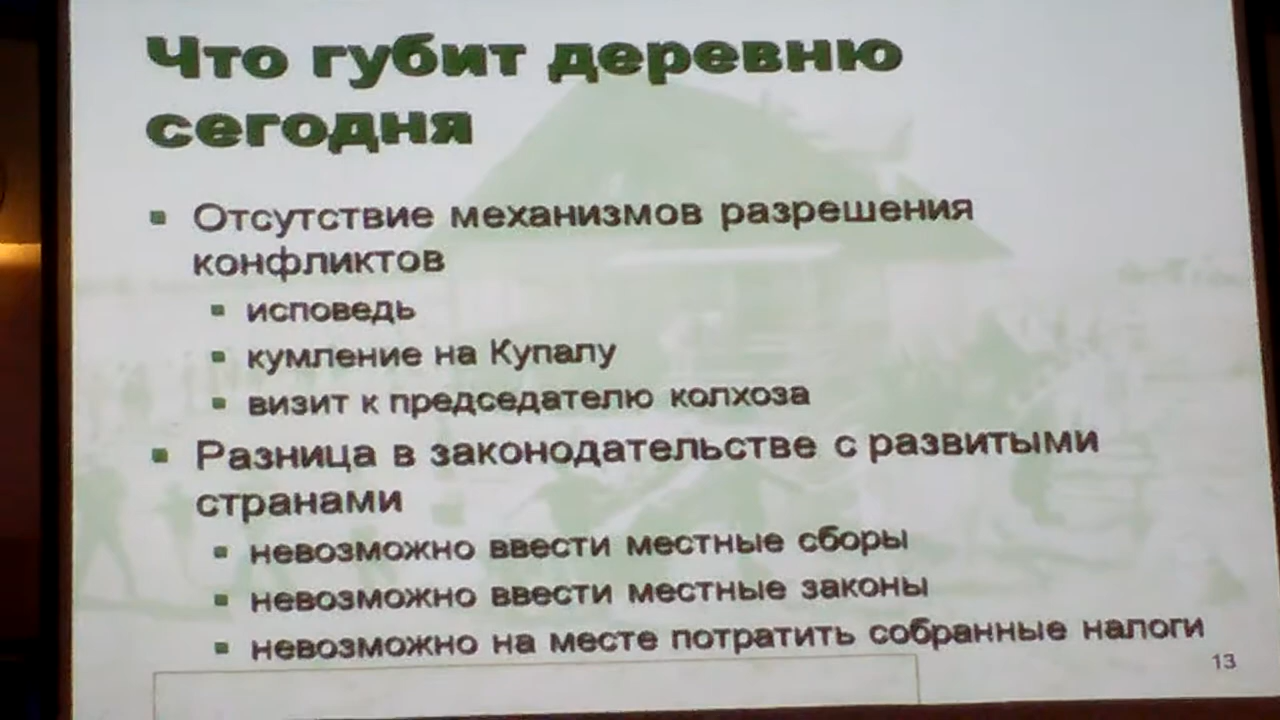 Что губит деревню
сегодня
Отсутствие механизмов разрешения
конфликтов
исповедь
кумление на Купалу
визит к председателю колхоза
Разница в законодательстве с развитыми
странами
невозможно ввести местные сборы
невозможно ввести местные законы
невозможно на месте потратить собранные налоги
13